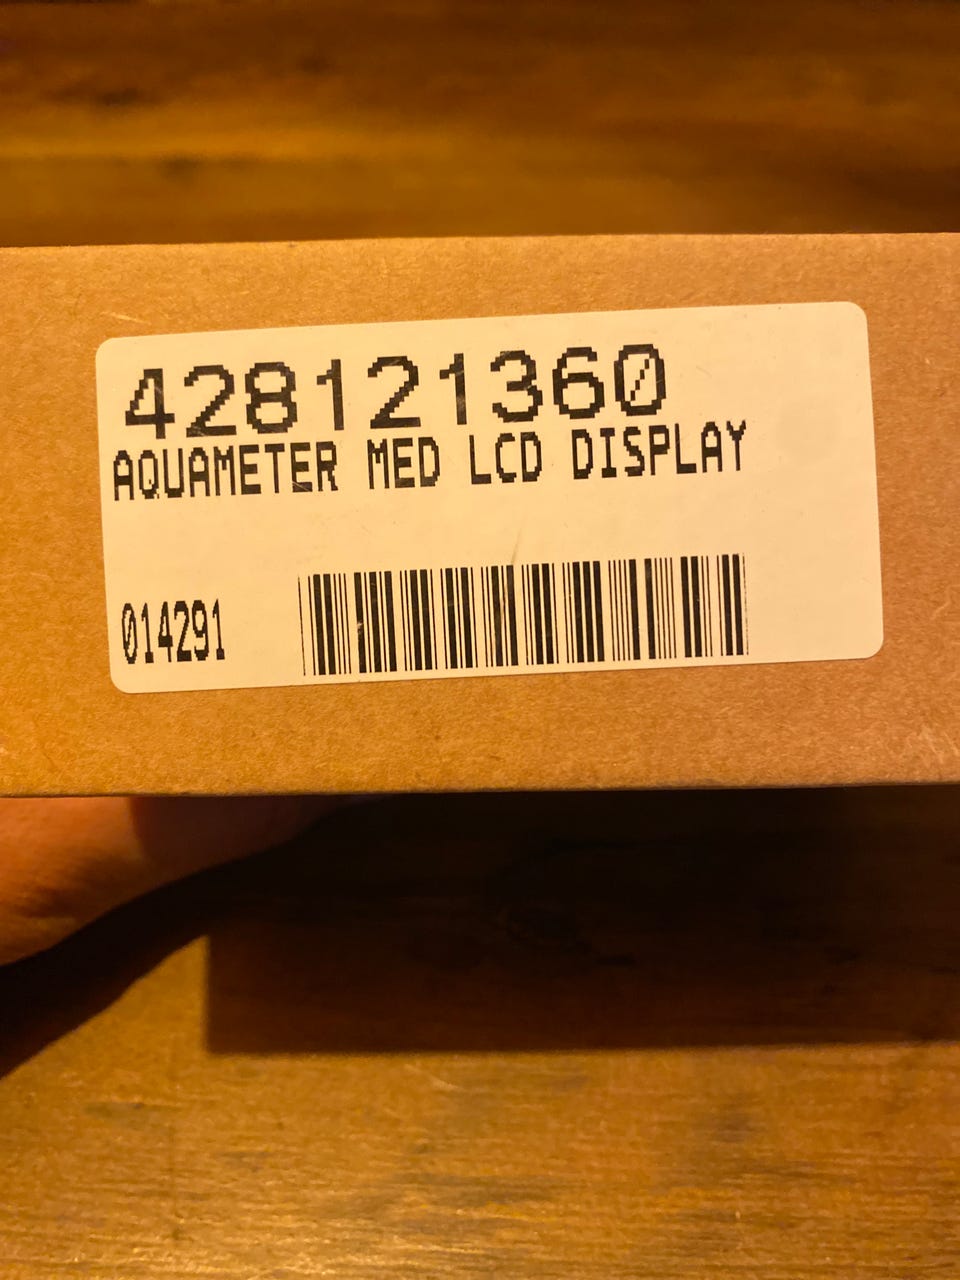 428121360
AQUAMETER MED LCD DISPLAY
014291